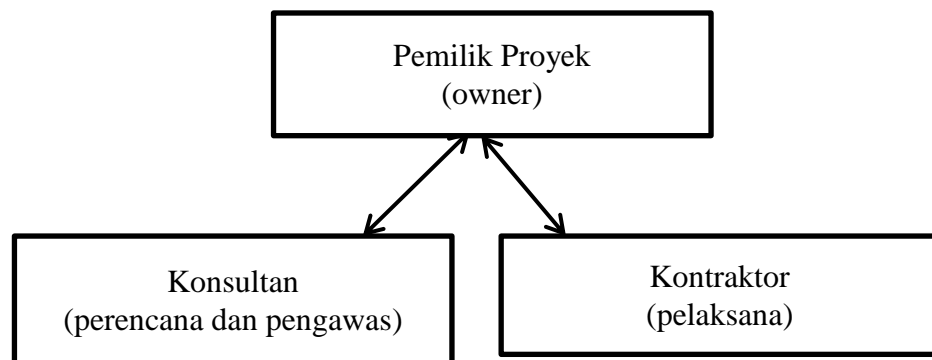 Pemilik Proyek
(owner)
Konsultan
(perencana dan pengawas)
Kontraktor
(pelaksana)